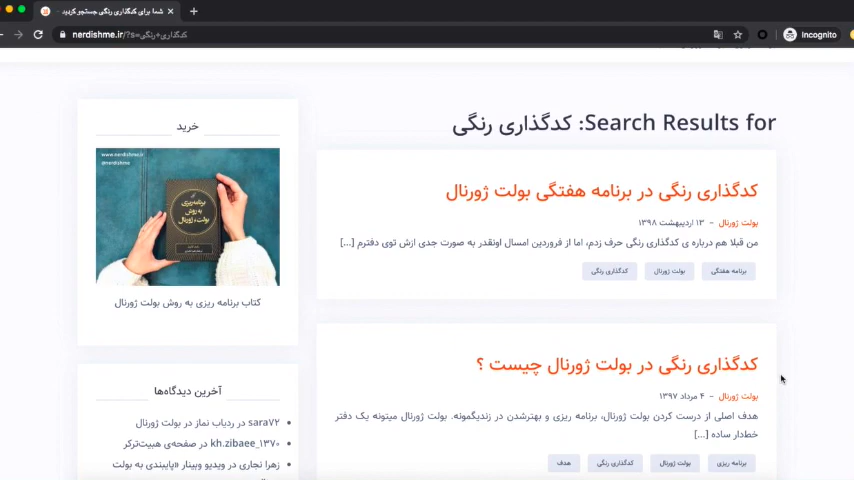 شما برای کدگذاری رنگی جستجو کردید -
nerdishme.ir/?s=کدگذاری+رنگی
Incognito
Search Results for: کدگذاری رنگی
کدگذاری رنگی در برنامه هفتگی بولت ژورنال
بولت ژورنال - ۱۳ اردیبهشت ۱۳۹۸
من قبلا هم درباره ی کدگذاری رنگی حرف زدم، اما از فروردین امسال اونقدر به صورت جدی ازش توی دفترم [...]
برنامه هفتگی
بولت ژورنال
کدگذاری رنگی
کدگذاری رنگی در بولت ژورنال چیست ؟
بولت ژورنال - ۴ مرداد ۱۳۹۷
هدف اصلی از درست کردن بولت ژورنال، برنامه ریزی و بهترشدن در زندیگمونه. بولت ژورنال میتونه یک دفتر
خط‌دار ساده [...]
برنامه ریزی
بولت ژورنال
کدگذاری رنگی
هدف
خرید
www.nerdishme.ir
@nerdishme
برنامه‌ریزی
به روش
بولت ژورنال
کتاب برنامه ریزی به روش بولت ژورنال
آخرین دیدگاه‌ها
sara۷۲ در ردیاب نماز در بولت ژورنال
kh.zibaee_۱۳۷۰ در صفحه‌ی هبیت‌ترکر
زهرا نجاری در ویدیو وبینار «پایبندی به بولت